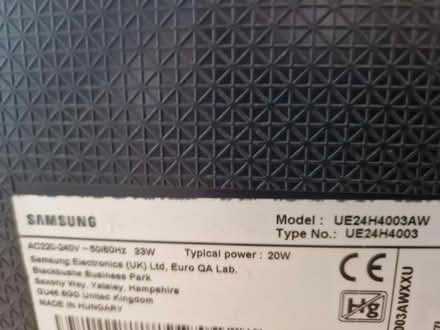 SAMSUNG
Model : UE24H4003AW
Type No.: UE24H4003
AC220-240V ~ 50/60Hz 33W Typical power : 20W
Samsung Electronics (UK) Ltd, Euro QA Lab.
Blackbushe Business Park
Saxony Way, Yateley, Hampshire
GU46 6GG United Kingdom
MADE IN HUNGARY
Hg
003AWXXU